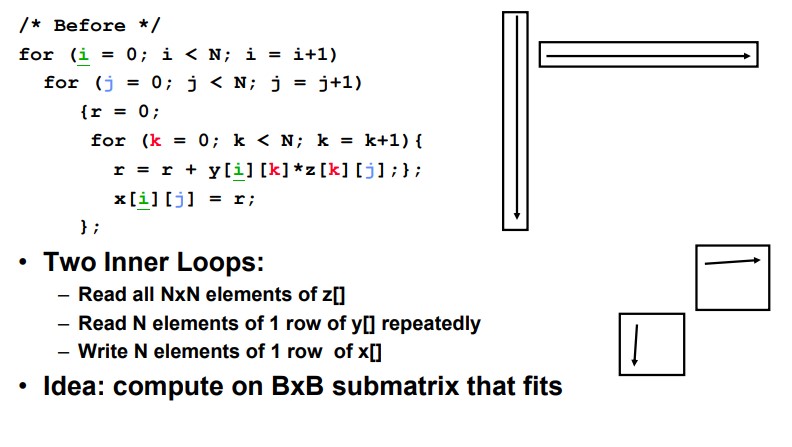 /* Before */
for (i = 0; i < N; i = i+1)
for (j = 0; j < N; j = j+1)
{r = 0;
for (k = 0; k < N; k = k+1){
r = r + y[i][k]*z[k][j];};
x[i][j] = r;
};
• Two Inner Loops:
– Read all NxN elements of z[]
– Read N elements of 1 row of y[] repeatedly
– Write N elements of 1 row of x[]
• Idea: compute on BxB submatrix that fits